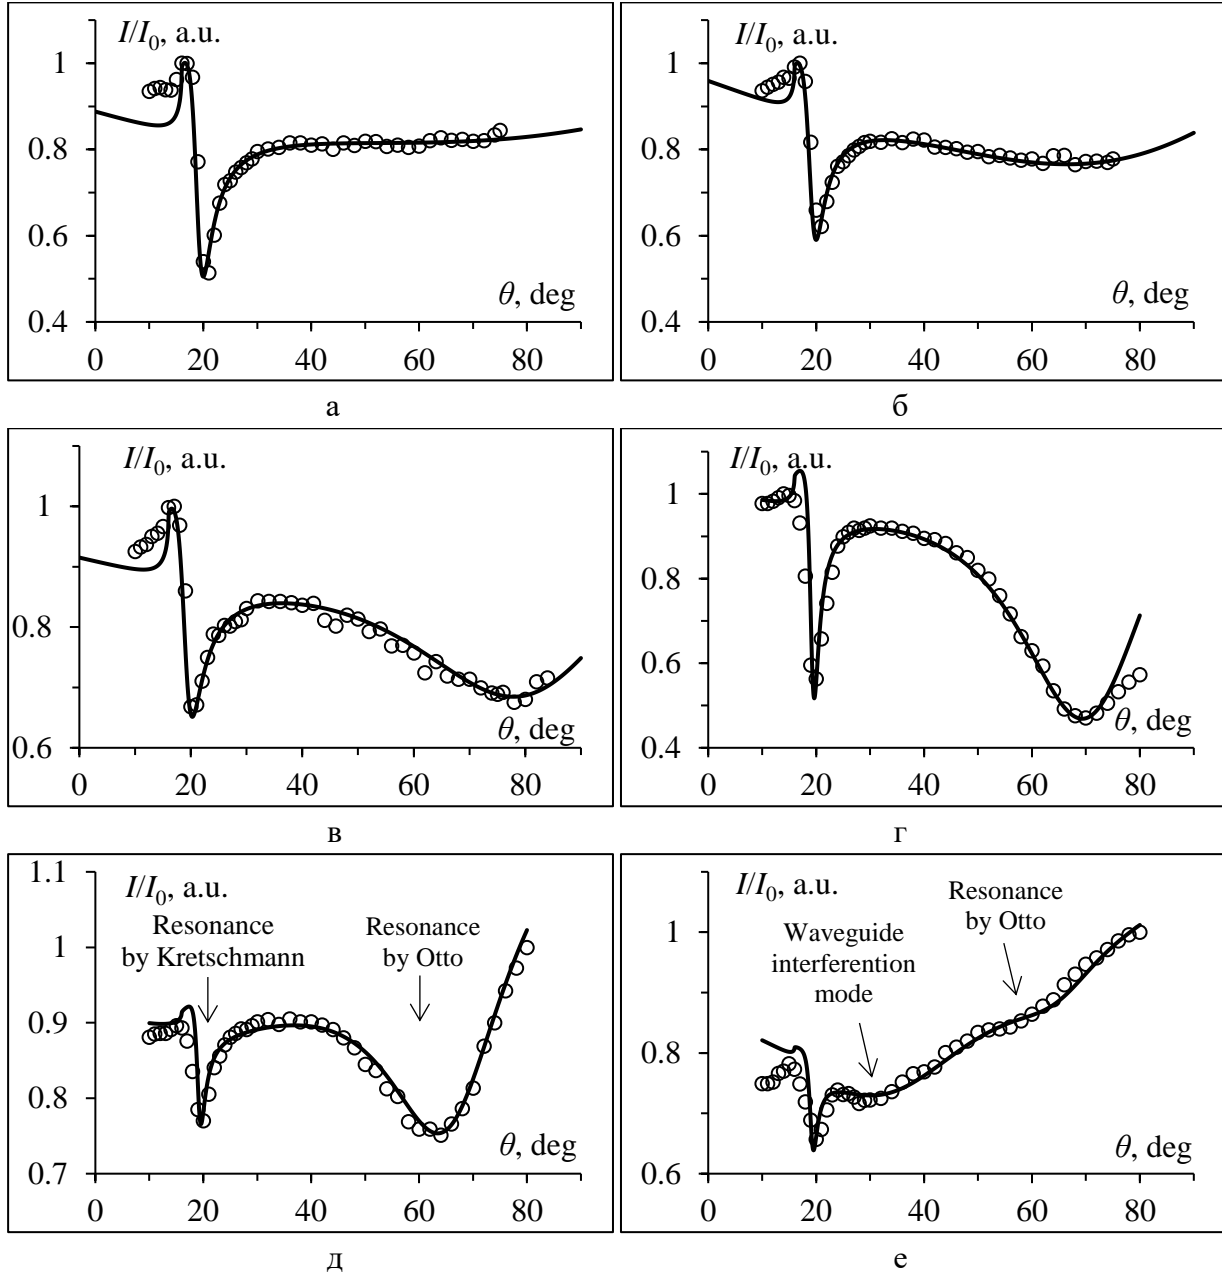 I/I0, a.u.
1
0.8
0.6
0.4
θ, deg
0 20 40 60 80
а
I/I0, a.u.
1
0.8
0.6
0.4
θ, deg
0 20 40 60 80
б
I/I0, a.u.
1
0.8
0.6
θ, deg
0 20 40 60 80
в
I/I0, a.u.
1
0.8
0.6
0.4
θ, deg
0 20 40 60 80
г
1.1
I/I0, a.u.
Resonance
by Kretschmann
Resonance
by Otto
1
0.9
0.8
0.7
θ, deg
0 20 40 60 80
д
I/I0, a.u.
Resonance
by Otto
Waveguide
interferention
mode
1
0.8
0.6
θ, deg
0 20 40 60 80
е